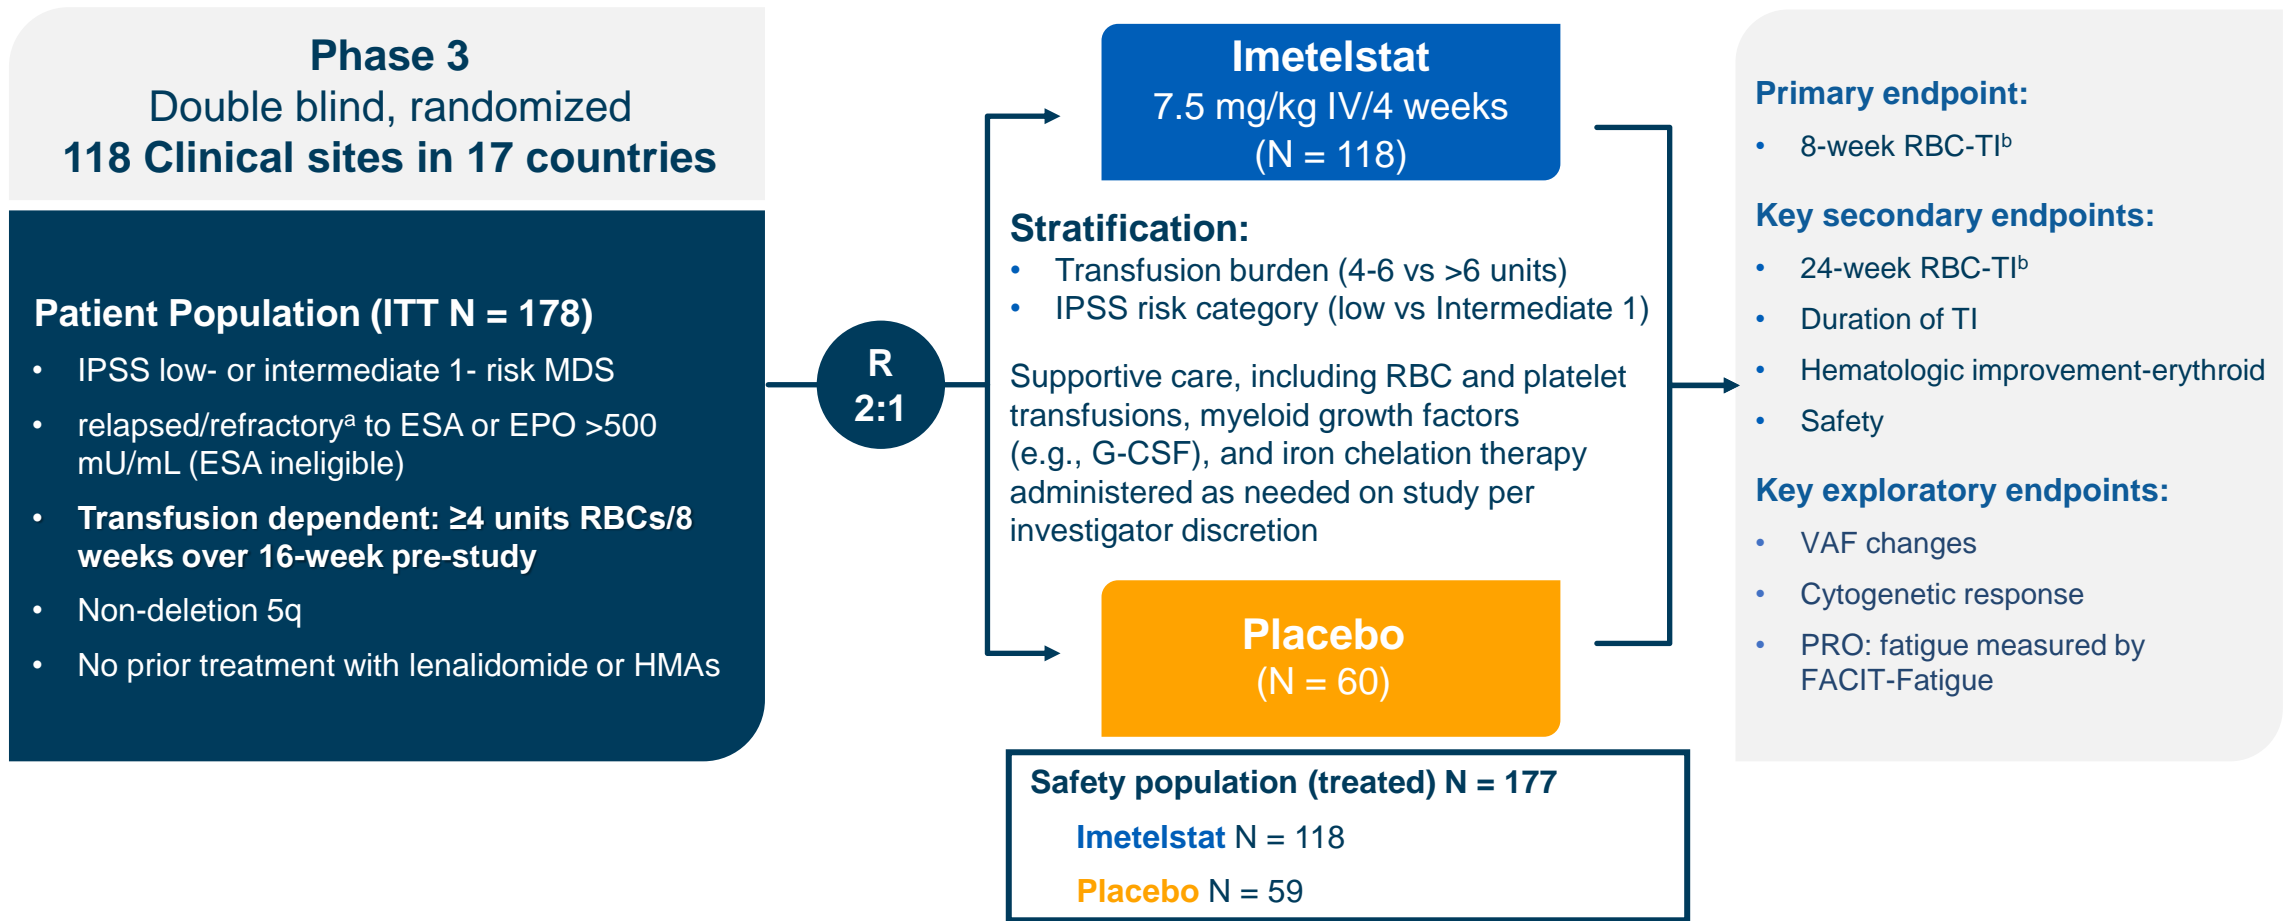 Phase 3
Double blind, randomized
118 Clinical sites in 17 countries
Patient Population (ITT N = 178)
• IPSS low- or intermediate 1- risk MDS
• relapsed/refractoryᵃ to ESA or EPO >500
mU/mL (ESA ineligible)
• Transfusion dependent: ≥4 units RBCs/8
weeks over 16-week pre-study
• Non-deletion 5q
• No prior treatment with lenalidomide or HMAs
R
2:1
Imetelstat
7.5 mg/kg IV/4 weeks
(N = 118)
Stratification:
• Transfusion burden (4-6 vs >6 units)
• IPSS risk category (low vs Intermediate 1)
Supportive care, including RBC and platelet
transfusions, myeloid growth factors
(e.g., G-CSF), and iron chelation therapy
administered as needed on study per
investigator discretion
Placebo
(N = 60)
Safety population (treated) N = 177
Imetelstat N = 118
Placebo N = 59
Primary endpoint:
• 8-week RBC-TIᵇ
Key secondary endpoints:
• 24-week RBC-TIᵇ
• Duration of TI
• Hematologic improvement-erythroid
• Safety
Key exploratory endpoints:
• VAF changes
• Cytogenetic response
• PRO: fatigue measured by
FACIT-Fatigue